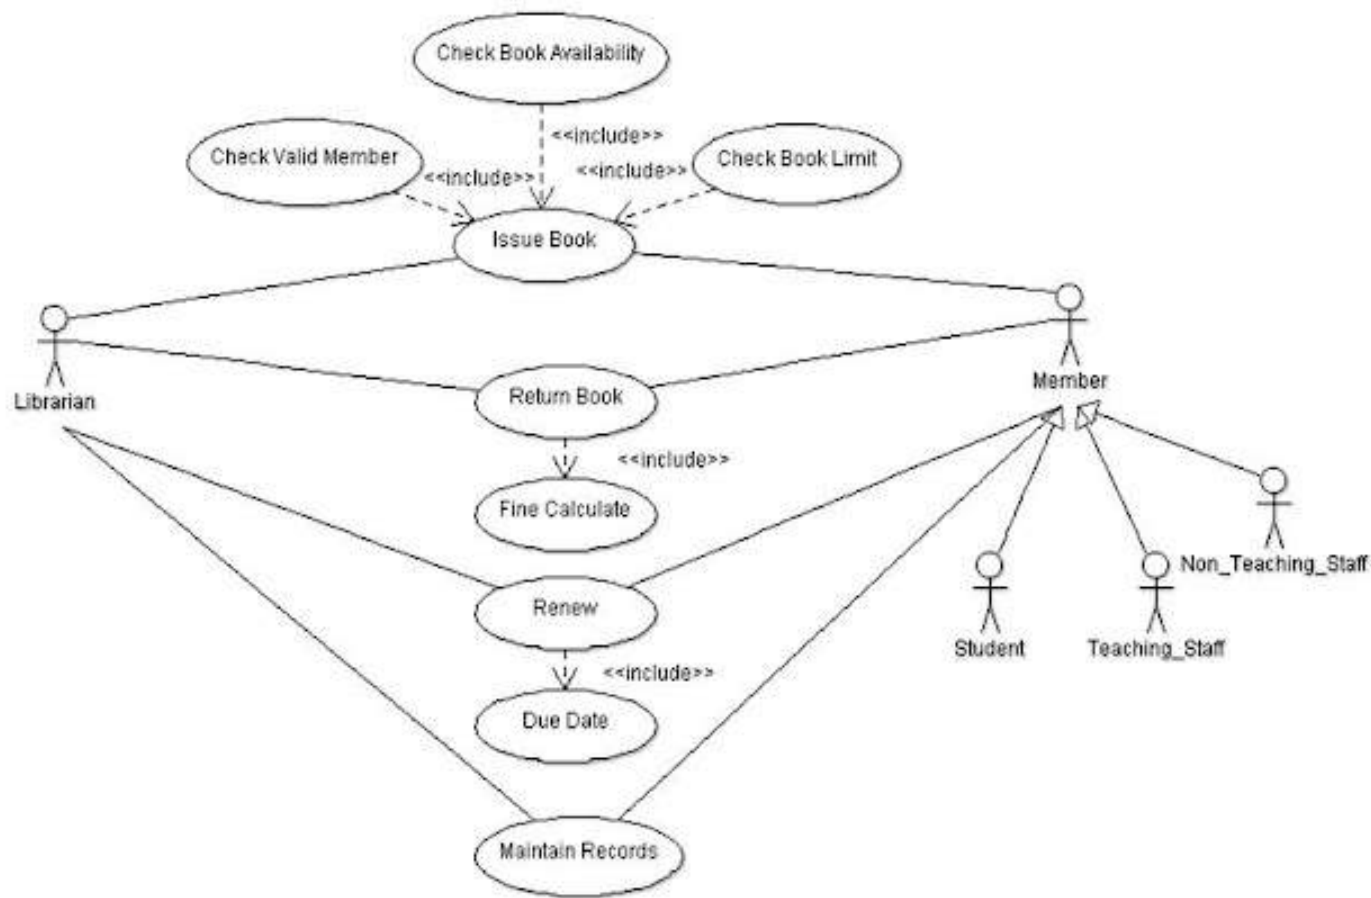 Check Book Availability
<<include>>
Check Valid Member
<<include>>
<<include>>
Check Book Limit
Issue Book
Librarian
Member
Return Book
<<include>>
Fine Calculate
Non_Teaching_Staff
Renew
Student
Teaching_Staff
<<include>>
Due Date
Maintain Records